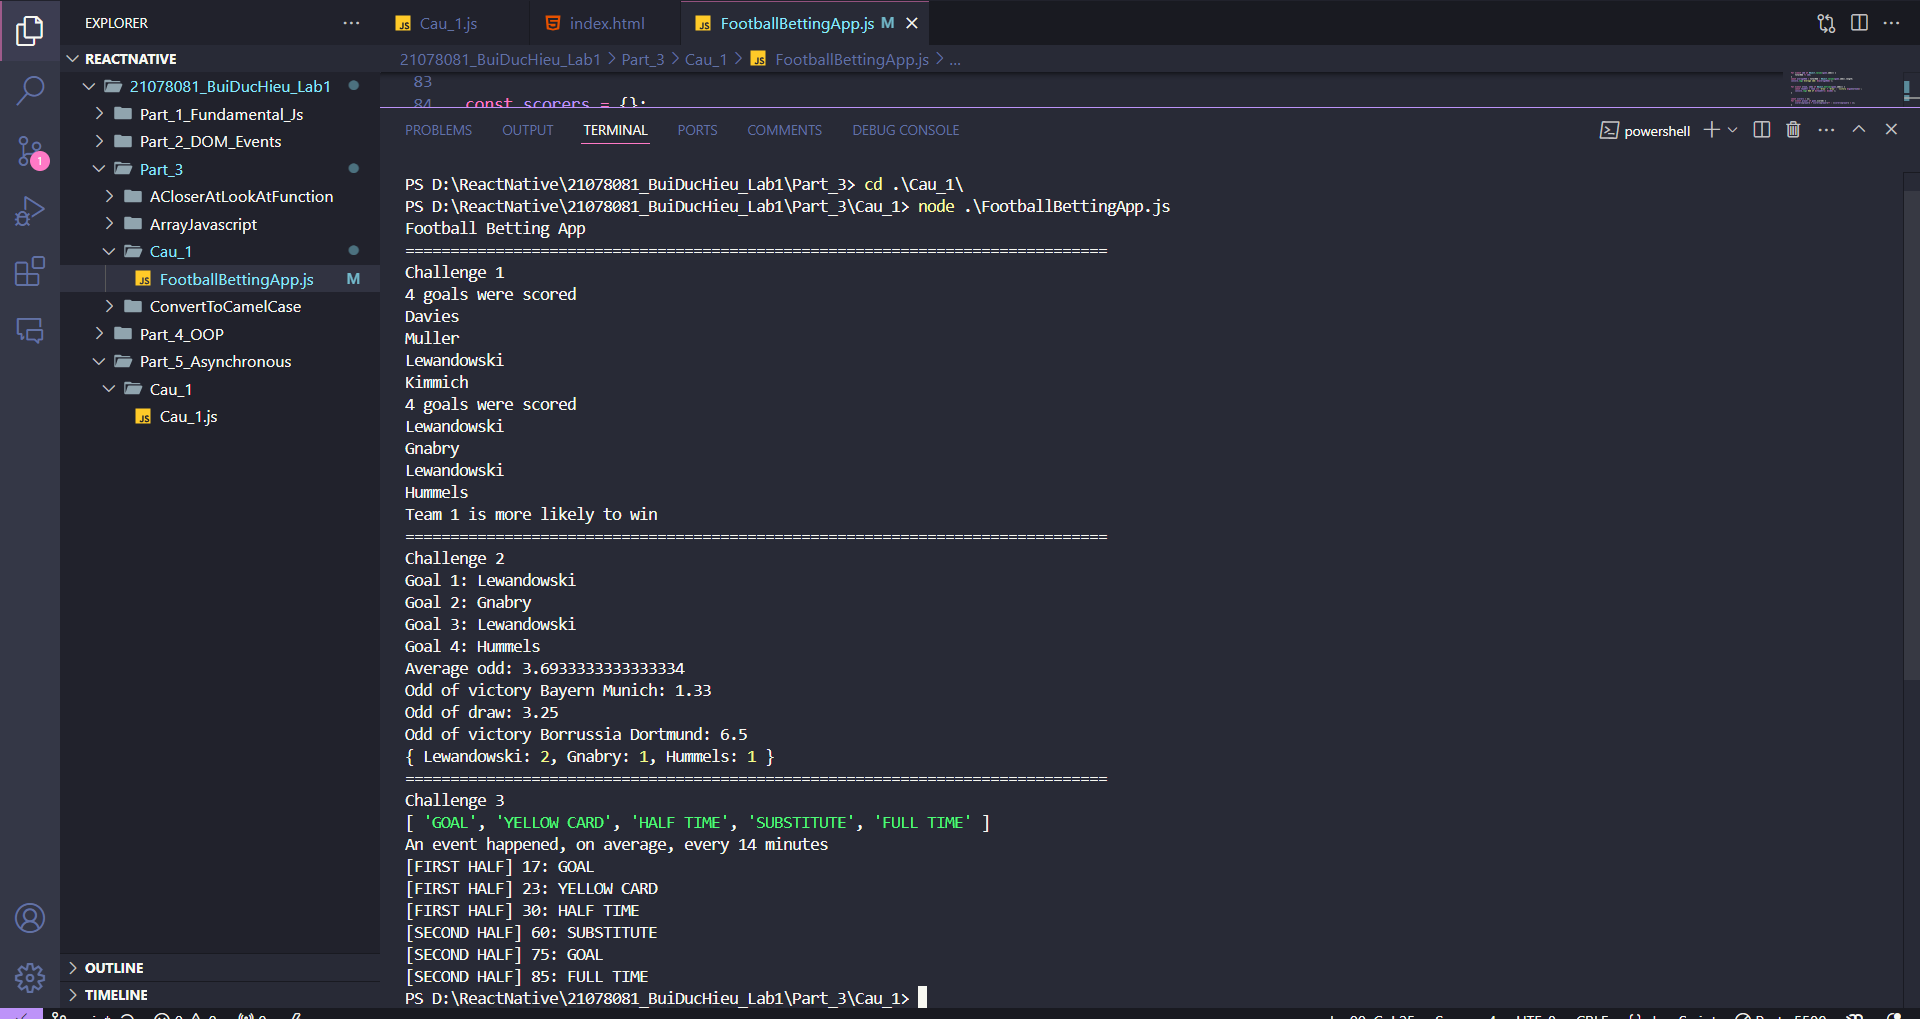 EXPLORER
Cau_1.js
index.html
FootballBettingApp.js M
REACTNATIVE
21078081_BuiDucHieu_Lab1
Part_1_Fundamental_Js
Part_2_DOM_Events
Part_3
ACloserAtLookAtFunction
ArrayJavascript
Cau_1
FootballBettingApp.js M
ConvertToCamelCase
Part_4_OOP
Part_5_Asynchronous
Cau_1
Cau_1.js
OUTLINE
TIMELINE
1
21078081_BuiDucHieu_Lab1 > Part_3 > Cau_1 > FootballBettingApp.js > ...
83
84 const scorers = {};
PROBLEMS OUTPUT TERMINAL PORTS COMMENTS DEBUG CONSOLE
powershell
PS D:\ReactNative\21078081_BuiDucHieu_Lab1\Part_3> cd .\Cau_1\
PS D:\ReactNative\21078081_BuiDucHieu_Lab1\Part_3\Cau_1> node .\FootballBettingApp.js
Football Betting App
==============================================================================
Challenge 1
4 goals were scored
Davies
Muller
Lewandowski
Kimmich
4 goals were scored
Lewandowski
Gnabry
Lewandowski
Hummels
Team 1 is more likely to win
==============================================================================
Challenge 2
Goal 1: Lewandowski
Goal 2: Gnabry
Goal 3: Lewandowski
Goal 4: Hummels
Average odd: 3.6933333333333334
Odd of victory Bayern Munich: 1.33
Odd of draw: 3.25
Odd of victory Borrussia Dortmund: 6.5
{ Lewandowski: 2, Gnabry: 1, Hummels: 1 }
==============================================================================
Challenge 3
[ 'GOAL', 'YELLOW CARD', 'HALF TIME', 'SUBSTITUTE', 'FULL TIME' ]
An event happened, on average, every 14 minutes
[FIRST HALF] 17: GOAL
[FIRST HALF] 23: YELLOW CARD
[FIRST HALF] 30: HALF TIME
[SECOND HALF] 60: SUBSTITUTE
[SECOND HALF] 75: GOAL
[SECOND HALF] 85: FULL TIME
PS D:\ReactNative\21078081_BuiDucHieu_Lab1\Part_3\Cau_1>